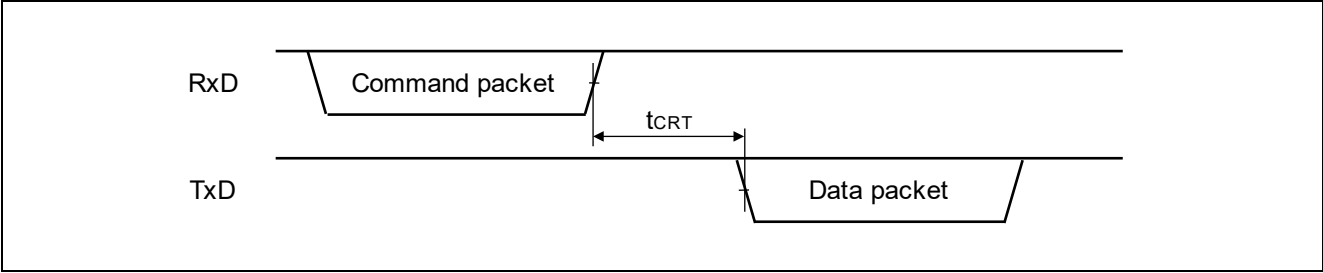 RxD
Command packet
tCRT
TxD
Data packet